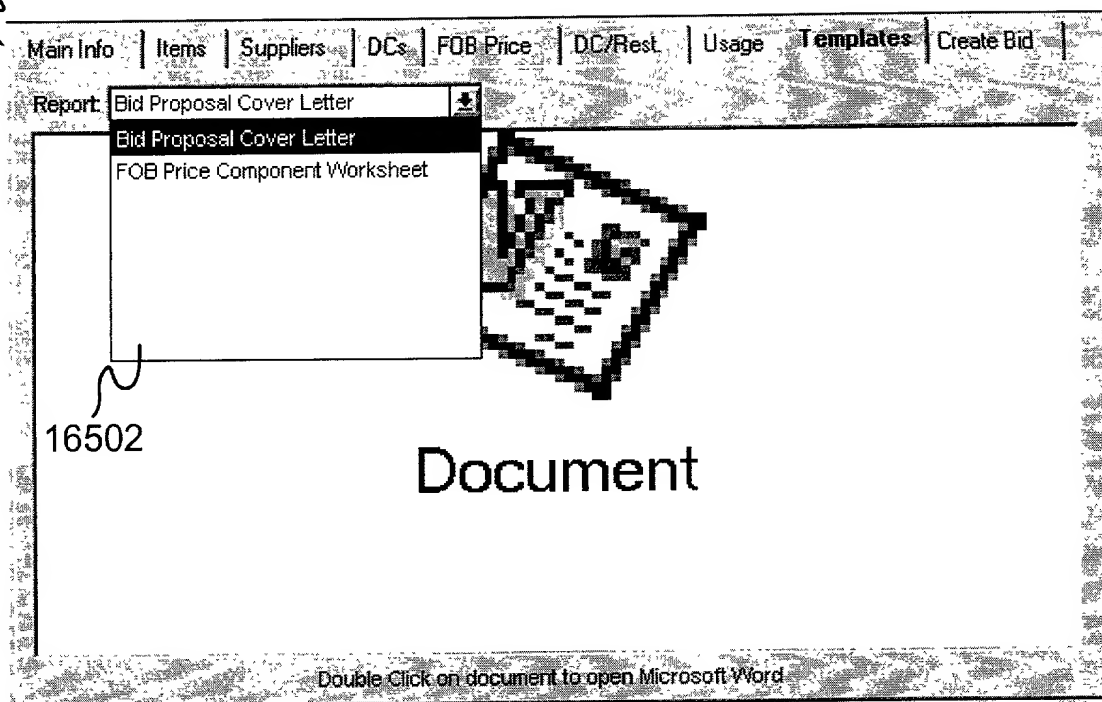 Main Info Items Suppliers DCs FOB Price DC/Rest. Usage Templates Create Bid
Report: Bid Proposal Cover Letter
Bid Proposal Cover Letter
FOB Price Component Worksheet
16502
Document
Double Click on document to open Microsoft Word